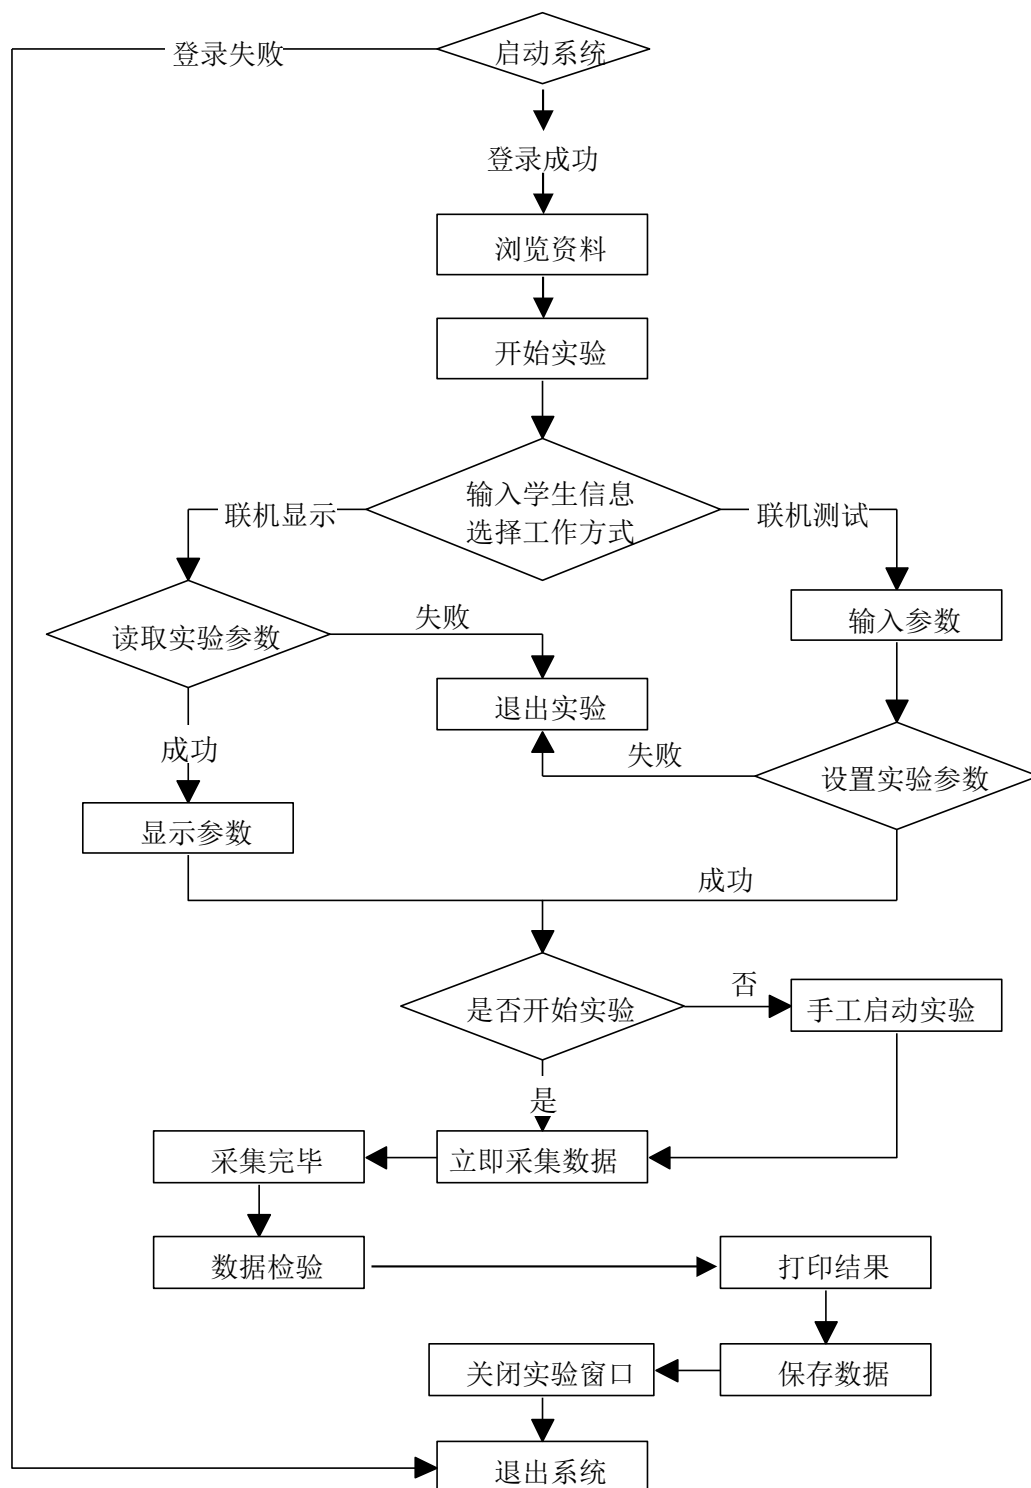 登录失败
启动系统
登录成功
浏览资料
开始实验
输入学生信息
选择工作方式
联机显示
联机测试
读取实验参数
失败
输入参数
退出实验
成功
失败
设置实验参数
显示参数
成功
是否开始实验
否
手工启动实验
是
采集完毕
立即采集数据
数据检验
打印结果
关闭实验窗口
保存数据
退出系统